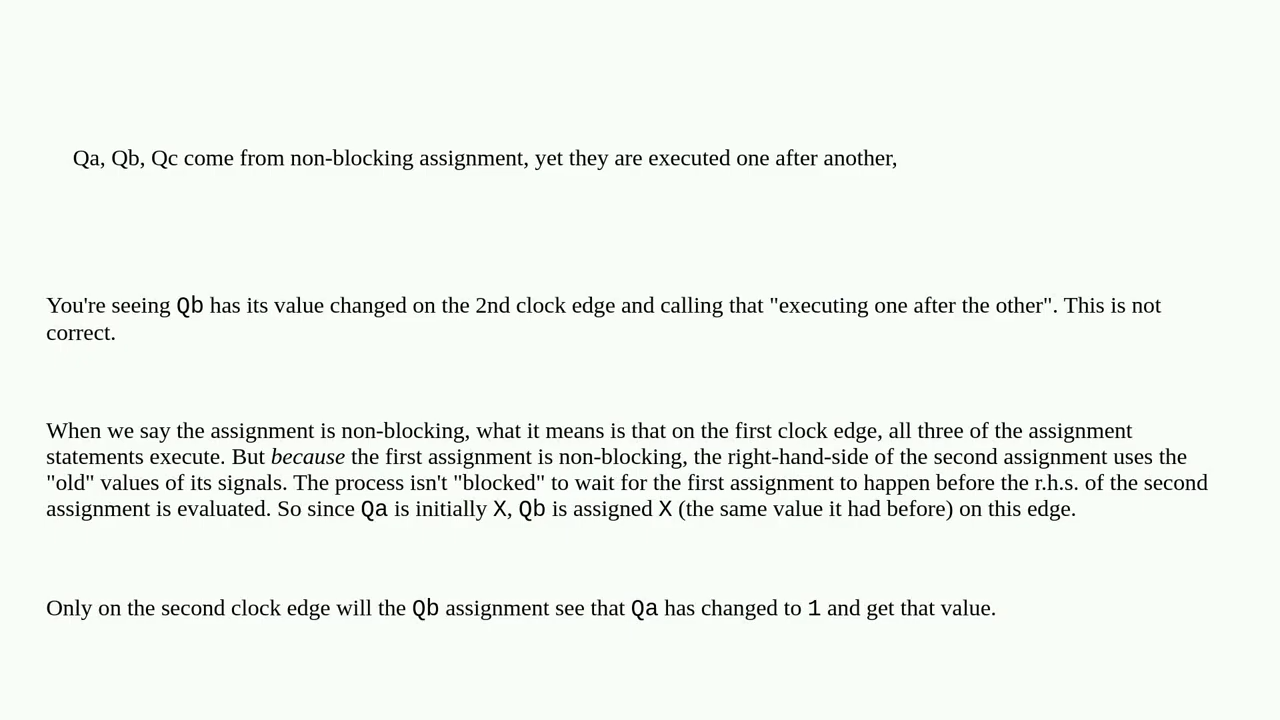 Qa, Qb, Qc come from non-blocking assignment, yet they are executed one after another,
You're seeing Qb has its value changed on the 2nd clock edge and calling that "executing one after the other". This is not
correct.
When we say the assignment is non-blocking, what it means is that on the first clock edge, all three of the assignment
statements execute. But because the first assignment is non-blocking, the right-hand-side of the second assignment uses the
"old" values of its signals. The process isn't "blocked" to wait for the first assignment to happen before the r.h.s. of the second
assignment is evaluated. So since Qa is initially X, Qb is assigned X (the same value it had before) on this edge.
Only on the second clock edge will the Qb assignment see that Qa has changed to 1 and get that value.